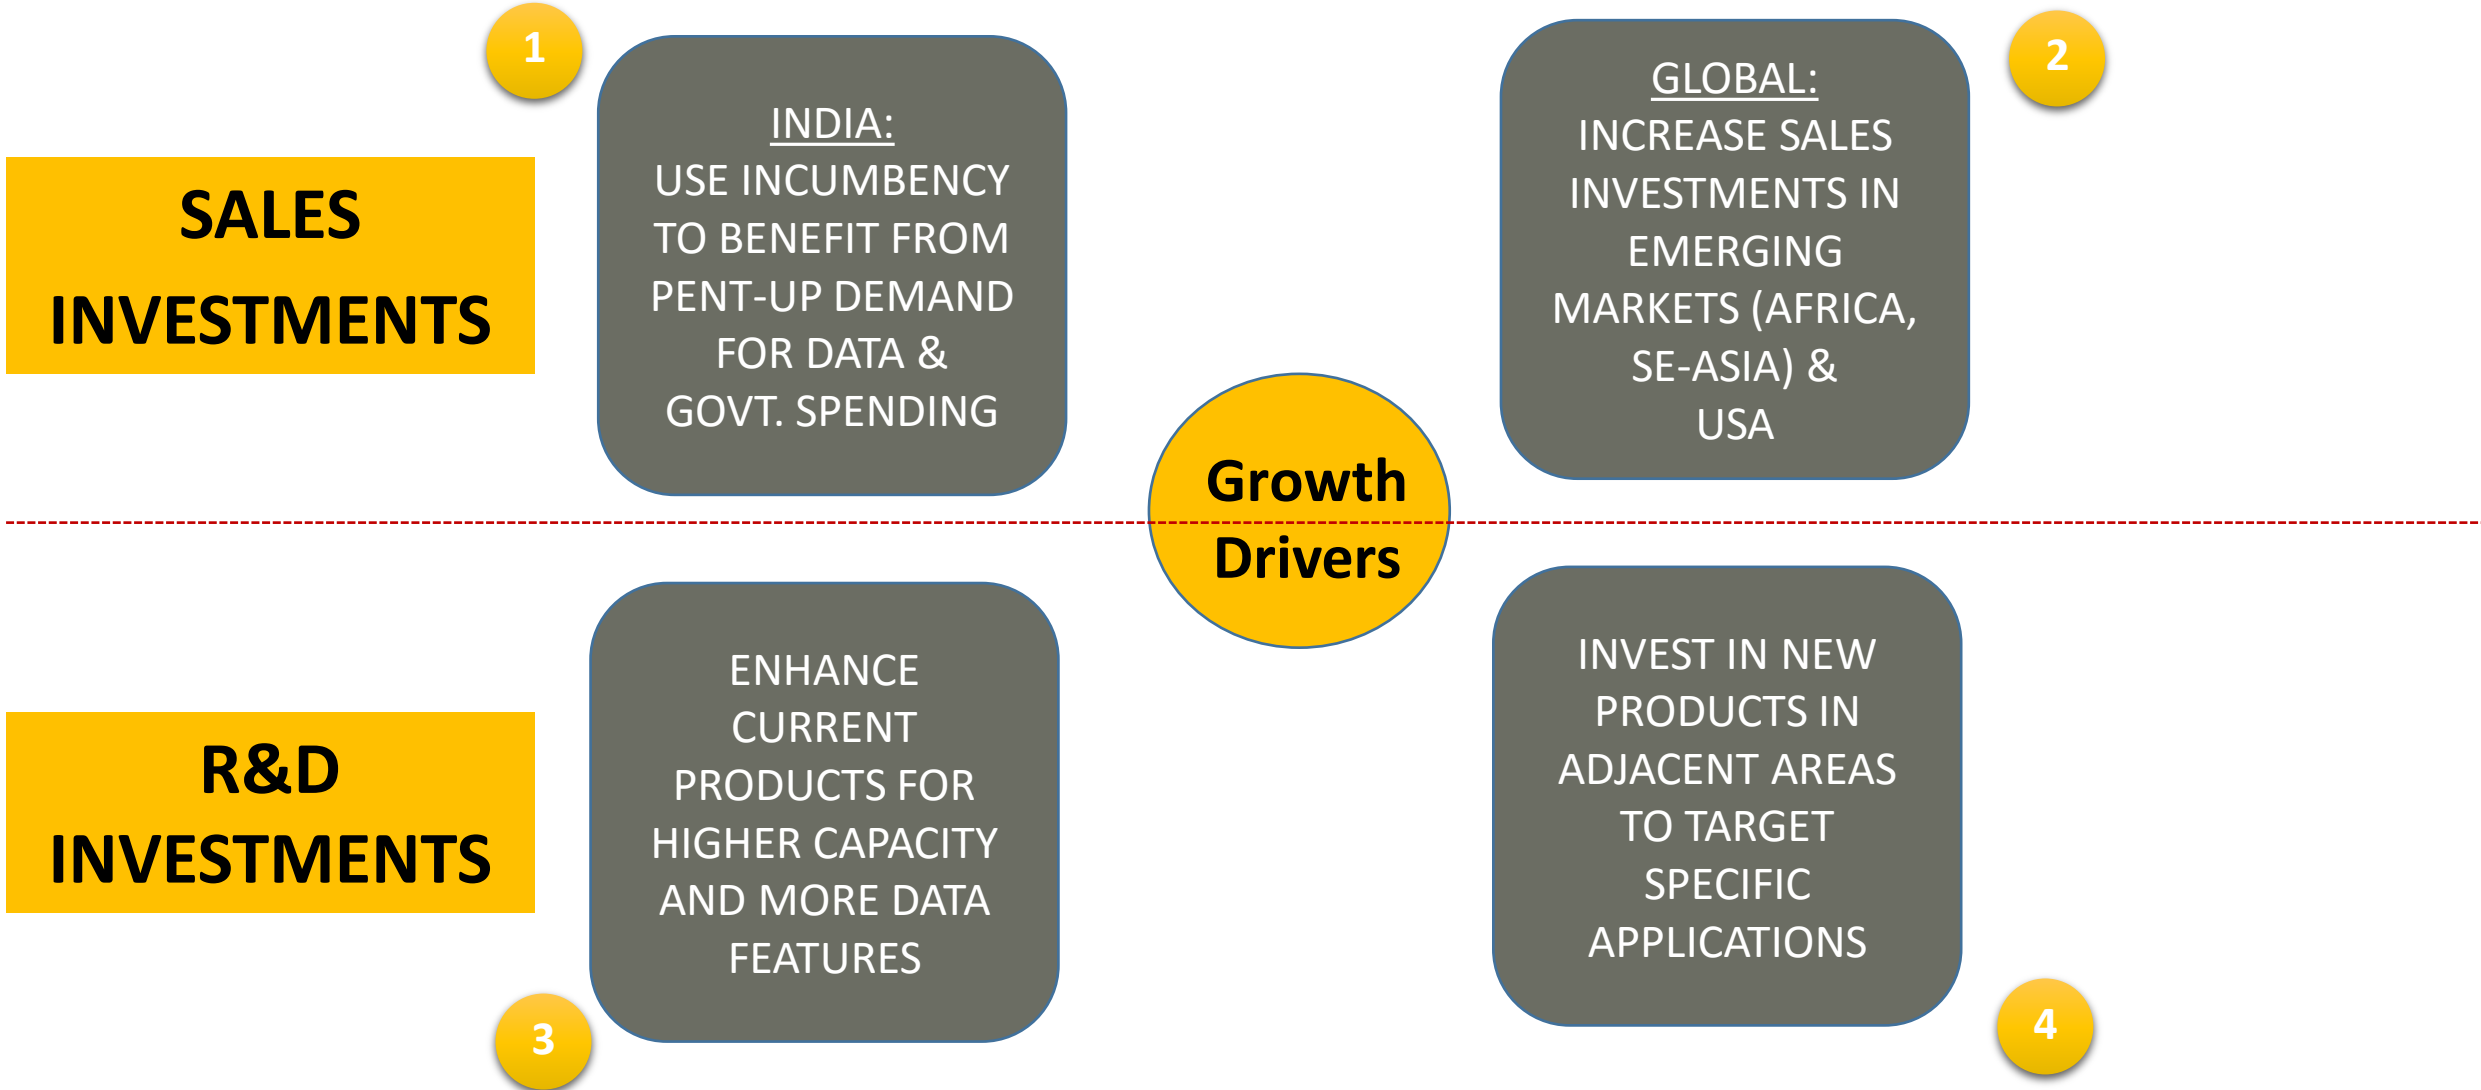 1
INDIA:
USE INCUMBENCY
TO BENEFIT FROM
PENT-UP DEMAND
FOR DATA &
GOVT. SPENDING
2
GLOBAL:
INCREASE SALES
INVESTMENTS IN
EMERGING
MARKETS (AFRICA,
SE-ASIA) &
USA
SALES
INVESTMENTS
Growth
Drivers
R&D
INVESTMENTS
3
ENHANCE
CURRENT
PRODUCTS FOR
HIGHER CAPACITY
AND MORE DATA
FEATURES
4
INVEST IN NEW
PRODUCTS IN
ADJACENT AREAS
TO TARGET
SPECIFIC
APPLICATIONS